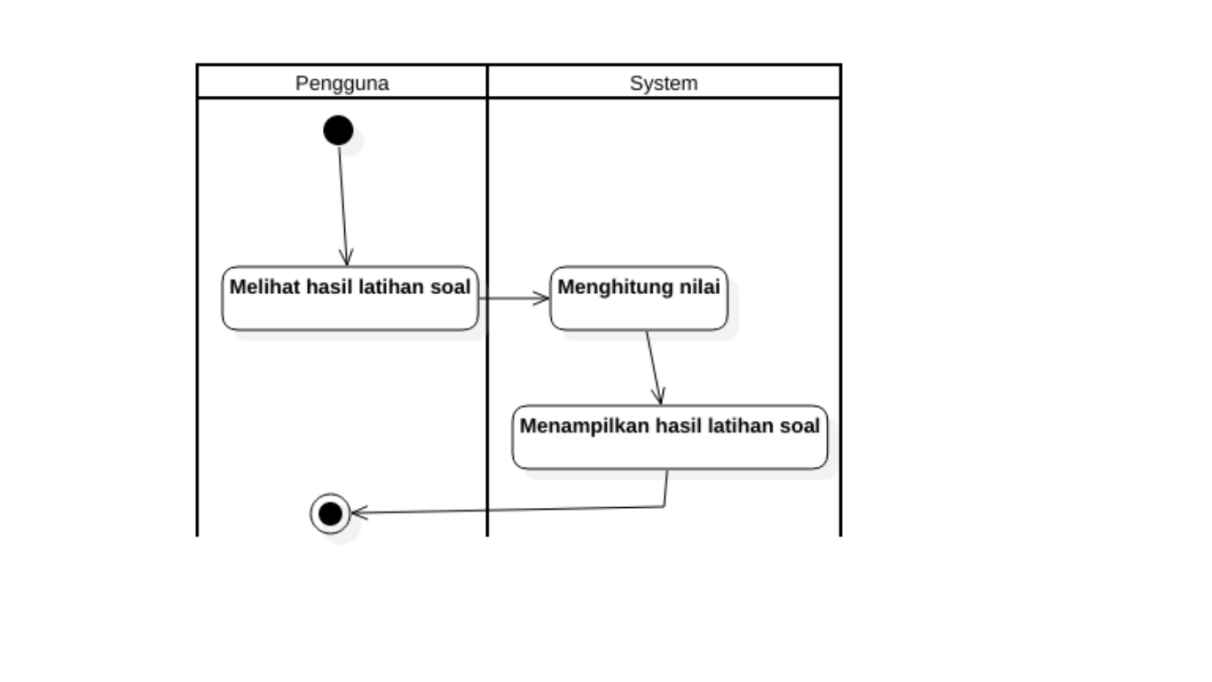 Pengguna
System
Melihat hasil latihan soal
Menghitung nilai
Menampilkan hasil latihan soal